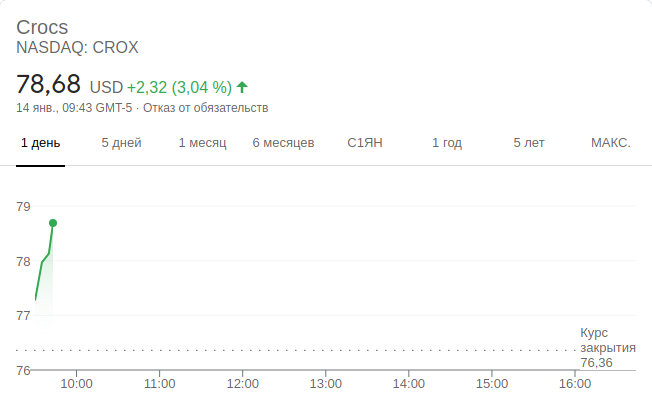 Crocs
NASDAQ: CROX
78,68 USD +2,32 (3,04 %)
14 янв., 09:43 GMT-5 · Отказ от обязательств
1 день 5 дней 1 месяц 6 месяцев С1ЯН 1 год 5 лет МАКС.
79
78
77
Курс
закрытия
76,36
76
10:00 11:00 12:00 13:00 14:00 15:00 16:00